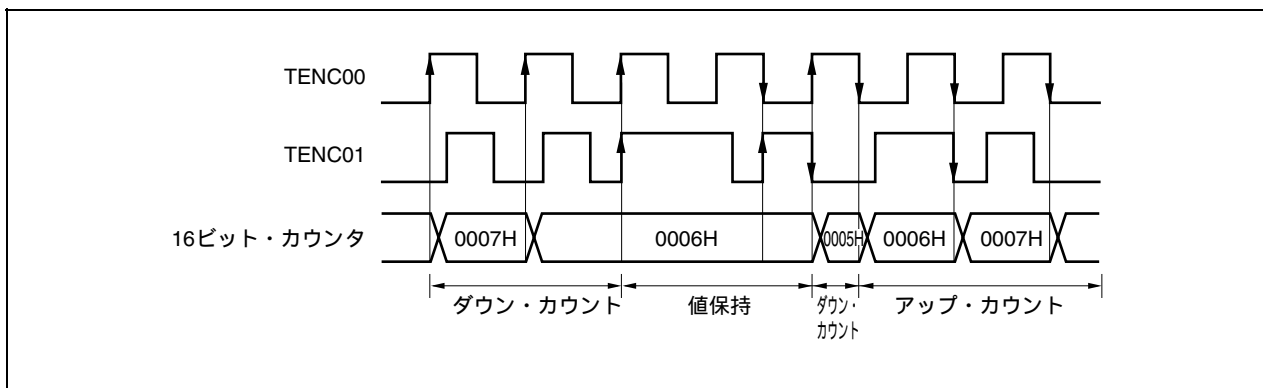 TENC00
TENC01
16ビット・カウンタ
0007H
0006H
0005H
0006H
0007H
ダウン・カウント
値保持
ダウン・
カウント
アップ・カウント